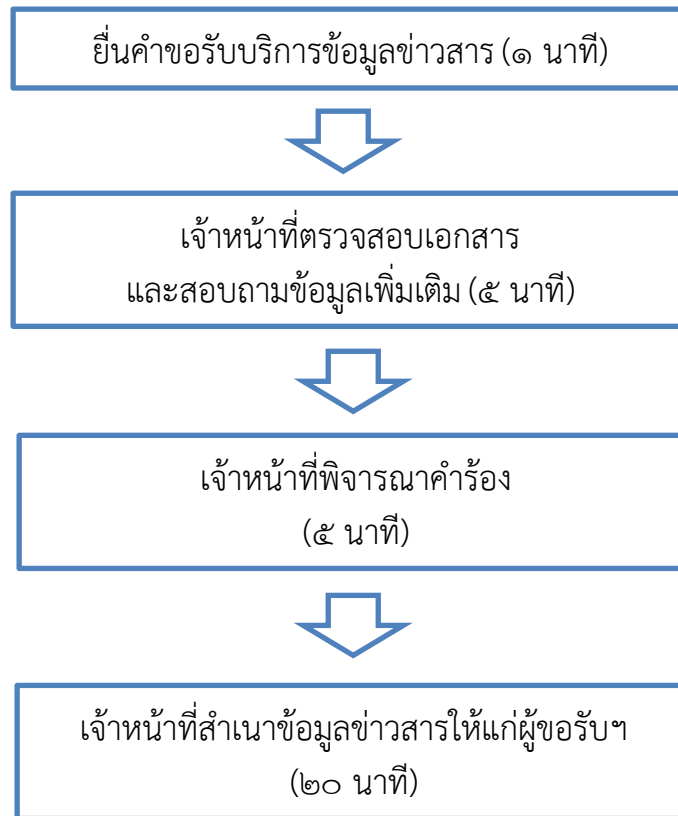 ยื่นคำขอรับบริการข้อมูลข่าวสาร (๑ นาที)
เจ้าหน้าที่ตรวจสอบเอกสาร
และสอบถามข้อมูลเพิ่มเติม (๕ นาที)
เจ้าหน้าที่พิจารณาคำร้อง
(๕ นาที)
เจ้าหน้าที่สำเนาข้อมูลข่าวสารให้แก่ผู้ขอรับฯ
(๒๐ นาที)